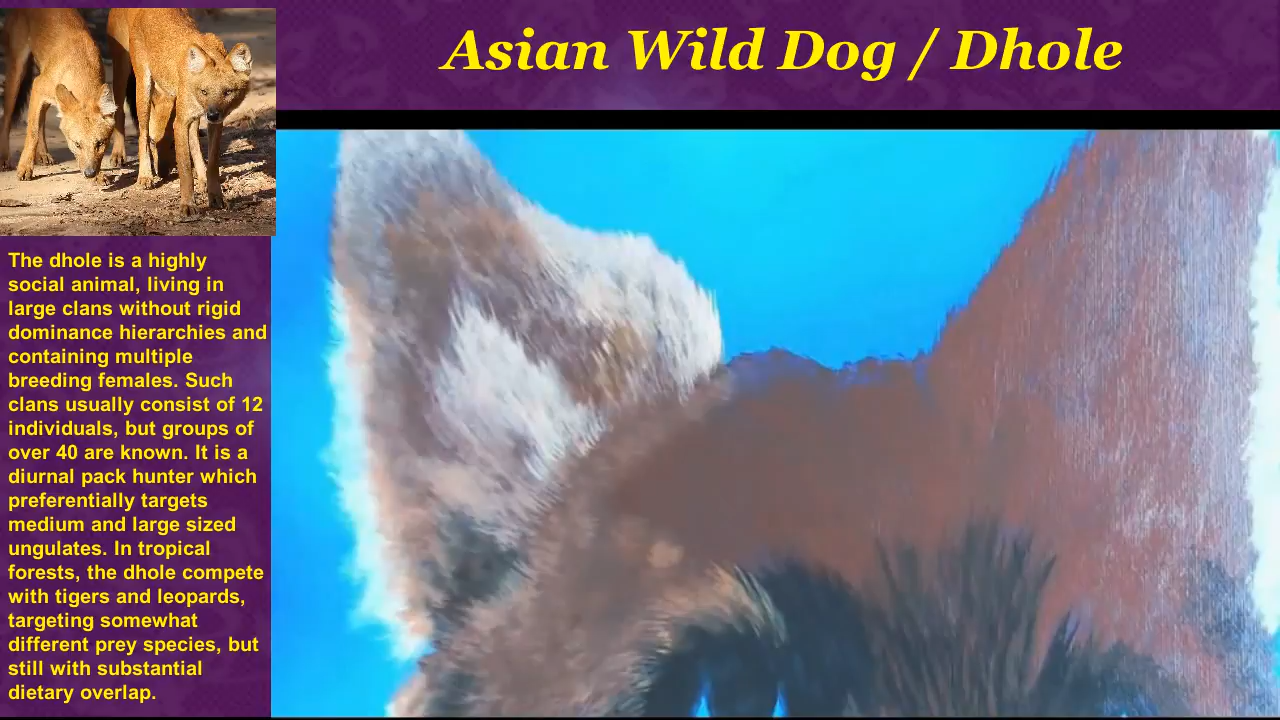 Asian Wild Dog / Dhole
The dhole is a highly
social animal, living in
large clans without rigid
dominance hierarchies and
containing multiple
breeding females. Such
clans usually consist of 12
individuals, but groups of
over 40 are known. It is a
diurnal pack hunter which
preferentially targets
medium and large sized
ungulates. In tropical
forests, the dhole compete
with tigers and leopards,
targeting somewhat
different prey species, but
still with substantial
dietary overlap.